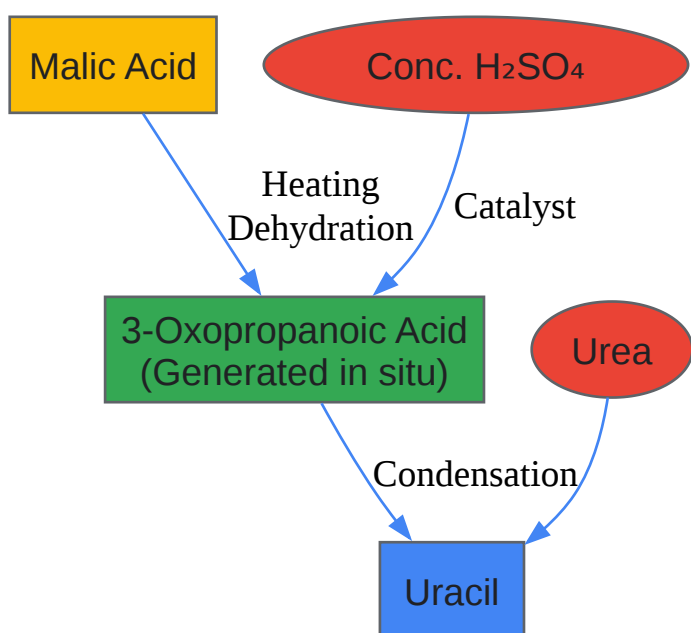 Malic Acid
Conc. H₂SO₄
Heating
Dehydration
Catalyst
3-Oxopropanoic Acid
(Generated in situ)
Urea
Condensation
Uracil